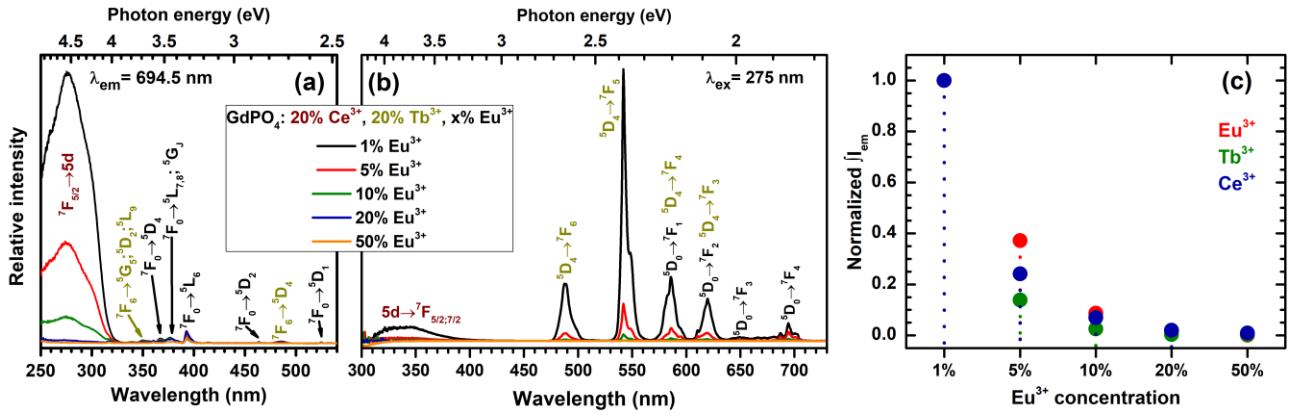 Photon energy (eV)
4.5 4 3.5 3 2.5
λem= 694.5 nm
(a)
⁷F5/2→5d
⁷F6→⁵G5;⁵D2;⁵L9
⁷F0→⁵D4
⁷F0→⁵L7,8; ⁵GJ
⁷F0→⁵L6
⁷F0→⁵D2
⁷F6→⁵D4
⁷F0→⁵D1
Relative intensity
250 300 350 400 450 500
Wavelength (nm)
GdPO4: 20% Ce³⁺, 20% Tb³⁺, x% Eu³⁺
1% Eu³⁺
5% Eu³⁺
10% Eu³⁺
20% Eu³⁺
50% Eu³⁺
Photon energy (eV)
4 3.5 3 2.5 2
(b)
λex = 275 nm
5d→⁷F5/2;7/2
⁵D4→⁷F6
⁵D4→⁷F5
⁵D0→⁷F1
⁵D4→⁷F4
⁵D0→⁷F2
⁵D4→⁷F3
⁵D0→⁷F3
⁵D0→⁷F4
300 350 400 450 500 550 600 650 700
Wavelength (nm)
(c)
Normalized ∫Iem
1.0
0.8
0.6
0.4
0.2
0.0
Eu³⁺
Tb³⁺
Ce³⁺
1% 5% 10% 20% 50%
Eu³⁺ concentration